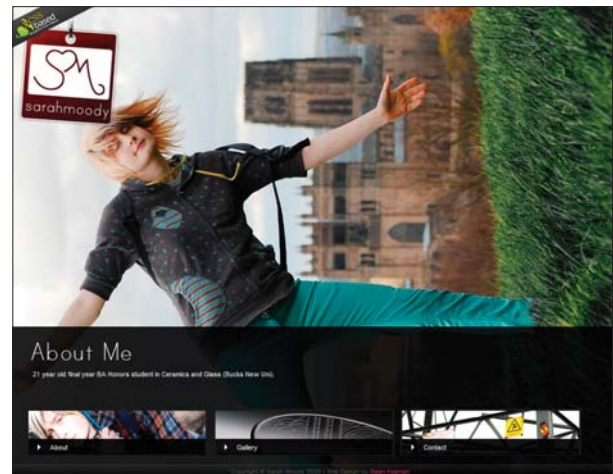 based
SM
sarahmoody
About Me
21 year old final year BA Honors student in Ceramics and Glass (Bucks New Uni).
About
Gallery
Contact